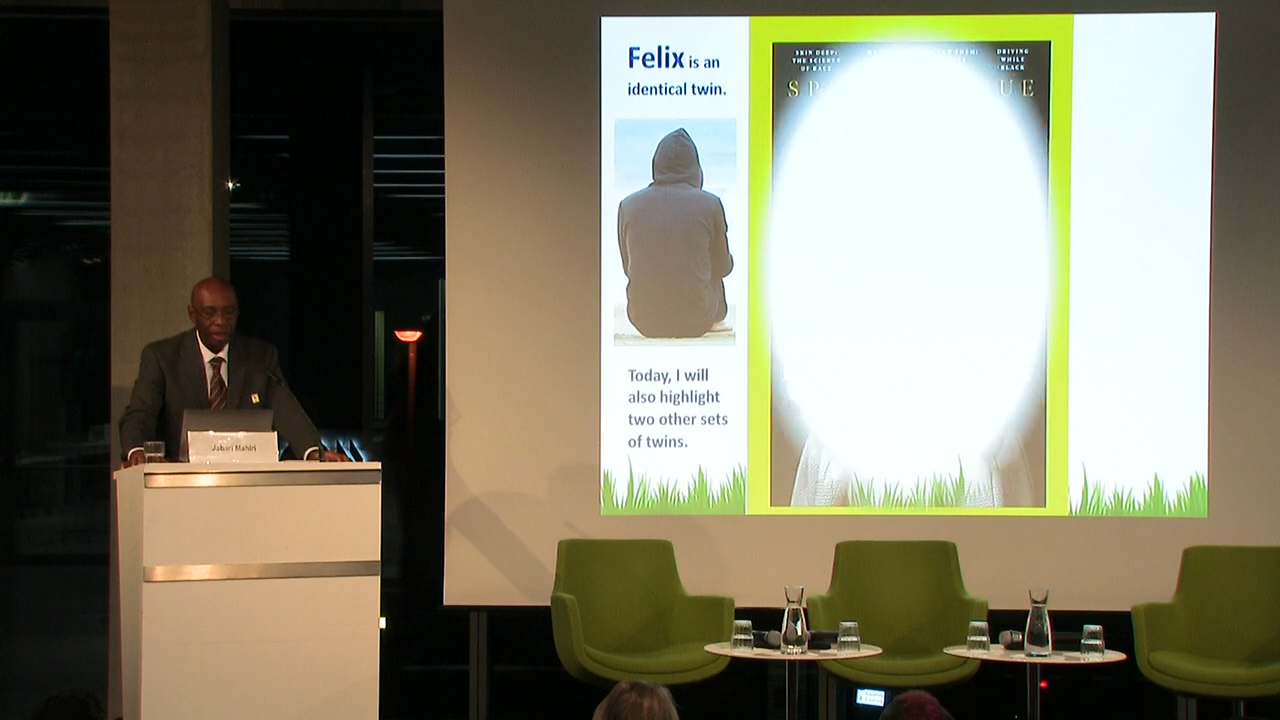 Felix is an
identical twin.
Today, I will
also highlight
two other sets
of twins.
SKIN DEEP:
THE SCIENCE
OF RACE
DRIVING
WHILE
BLACK
Jabari Mahiri